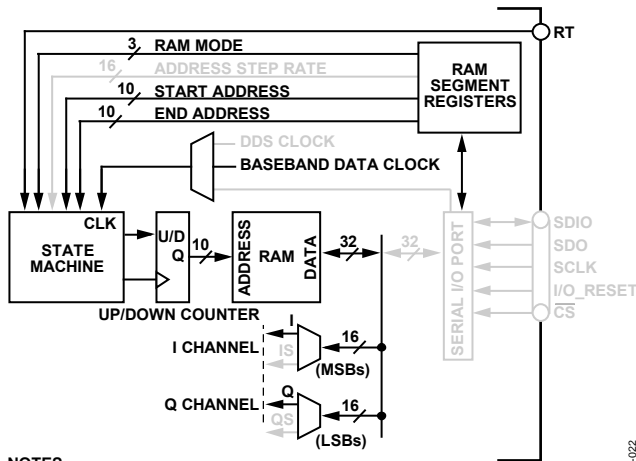 RT
3 RAM MODE
16 ADDRESS STEP RATE
10 START ADDRESS
10 END ADDRESS
RAM
SEGMENT
REGISTERS
DDS CLOCK
BASEBAND DATA CLOCK
CLK
STATE
MACHINE
U/D
Q
10
ADDRESS
RAM
DATA
32
32
SERIAL I/O PORT
SDIO
SDO
SCLK
I/O_RESET
CS
UP/DOWN COUNTER
I CHANNEL
I
IS
16
(MSBs)
Q CHANNEL
Q
QS
16
(LSBs)
NOTES
-022